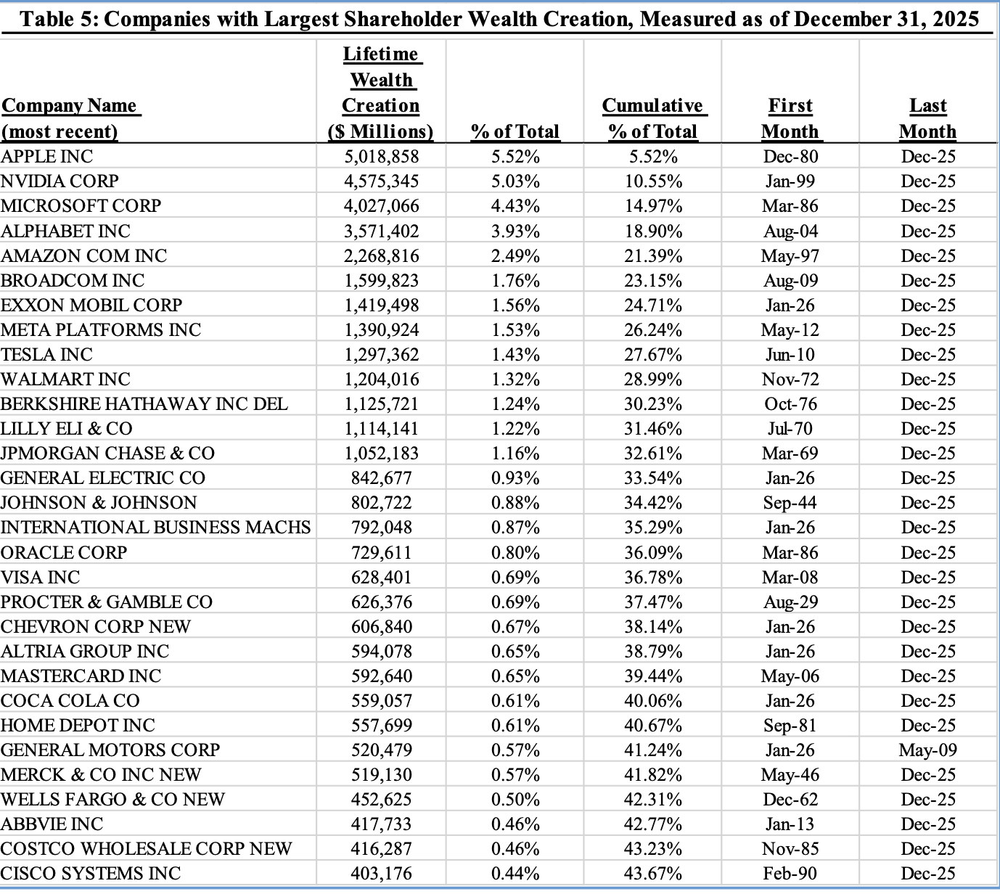 Table 5: Companies with Largest Shareholder Wealth Creation, Measured as of December 31, 2025
Company Name (most recent) Lifetime Wealth Creation ($ Millions) % of Total Cumulative % of Total First Month Last Month
APPLE INC 5,018,858 5.52% 5.52% Dec-80 Dec-25
NVIDIA CORP 4,575,345 5.03% 10.55% Jan-99 Dec-25
MICROSOFT CORP 4,027,066 4.43% 14.97% Mar-86 Dec-25
ALPHABET INC 3,571,402 3.93% 18.90% Aug-04 Dec-25
AMAZON COM INC 2,268,816 2.49% 21.39% May-97 Dec-25
BROADCOM INC 1,599,823 1.76% 23.15% Aug-09 Dec-25
EXXON MOBIL CORP 1,419,498 1.56% 24.71% Jan-26 Dec-25
META PLATFORMS INC 1,390,924 1.53% 26.24% May-12 Dec-25
TESLA INC 1,297,362 1.43% 27.67% Jun-10 Dec-25
WALMART INC 1,204,016 1.32% 28.99% Nov-72 Dec-25
BERKSHIRE HATHAWAY INC DEL 1,125,721 1.24% 30.23% Oct-76 Dec-25
LILLY ELI & CO 1,114,141 1.22% 31.46% Jul-70 Dec-25
JPMORGAN CHASE & CO 1,052,183 1.16% 32.61% Mar-69 Dec-25
GENERAL ELECTRIC CO 842,677 0.93% 33.54% Jan-26 Dec-25
JOHNSON & JOHNSON 802,722 0.88% 34.42% Sep-44 Dec-25
INTERNATIONAL BUSINESS MACHS 792,048 0.87% 35.29% Jan-26 Dec-25
ORACLE CORP 729,611 0.80% 36.09% Mar-86 Dec-25
VISA INC 628,401 0.69% 36.78% Mar-08 Dec-25
PROCTER & GAMBLE CO 626,376 0.69% 37.47% Aug-29 Dec-25
CHEVRON CORP NEW 606,840 0.67% 38.14% Jan-26 Dec-25
ALTRIA GROUP INC 594,078 0.65% 38.79% Jan-26 Dec-25
MASTERCARD INC 592,640 0.65% 39.44% May-06 Dec-25
COCA COLA CO 559,057 0.61% 40.06% Jan-26 Dec-25
HOME DEPOT INC 557,699 0.61% 40.67% Sep-81 Dec-25
GENERAL MOTORS CORP 520,479 0.57% 41.24% Jan-26 May-09
MERCK & CO INC NEW 519,130 0.57% 41.82% May-46 Dec-25
WELLS FARGO & CO NEW 452,625 0.50% 42.31% Dec-62 Dec-25
ABBVIE INC 417,733 0.46% 42.77% Jan-13 Dec-25
COSTCO WHOLESALE CORP NEW 416,287 0.46% 43.23% Nov-85 Dec-25
CISCO SYSTEMS INC 403,176 0.44% 43.67% Feb-90 Dec-25